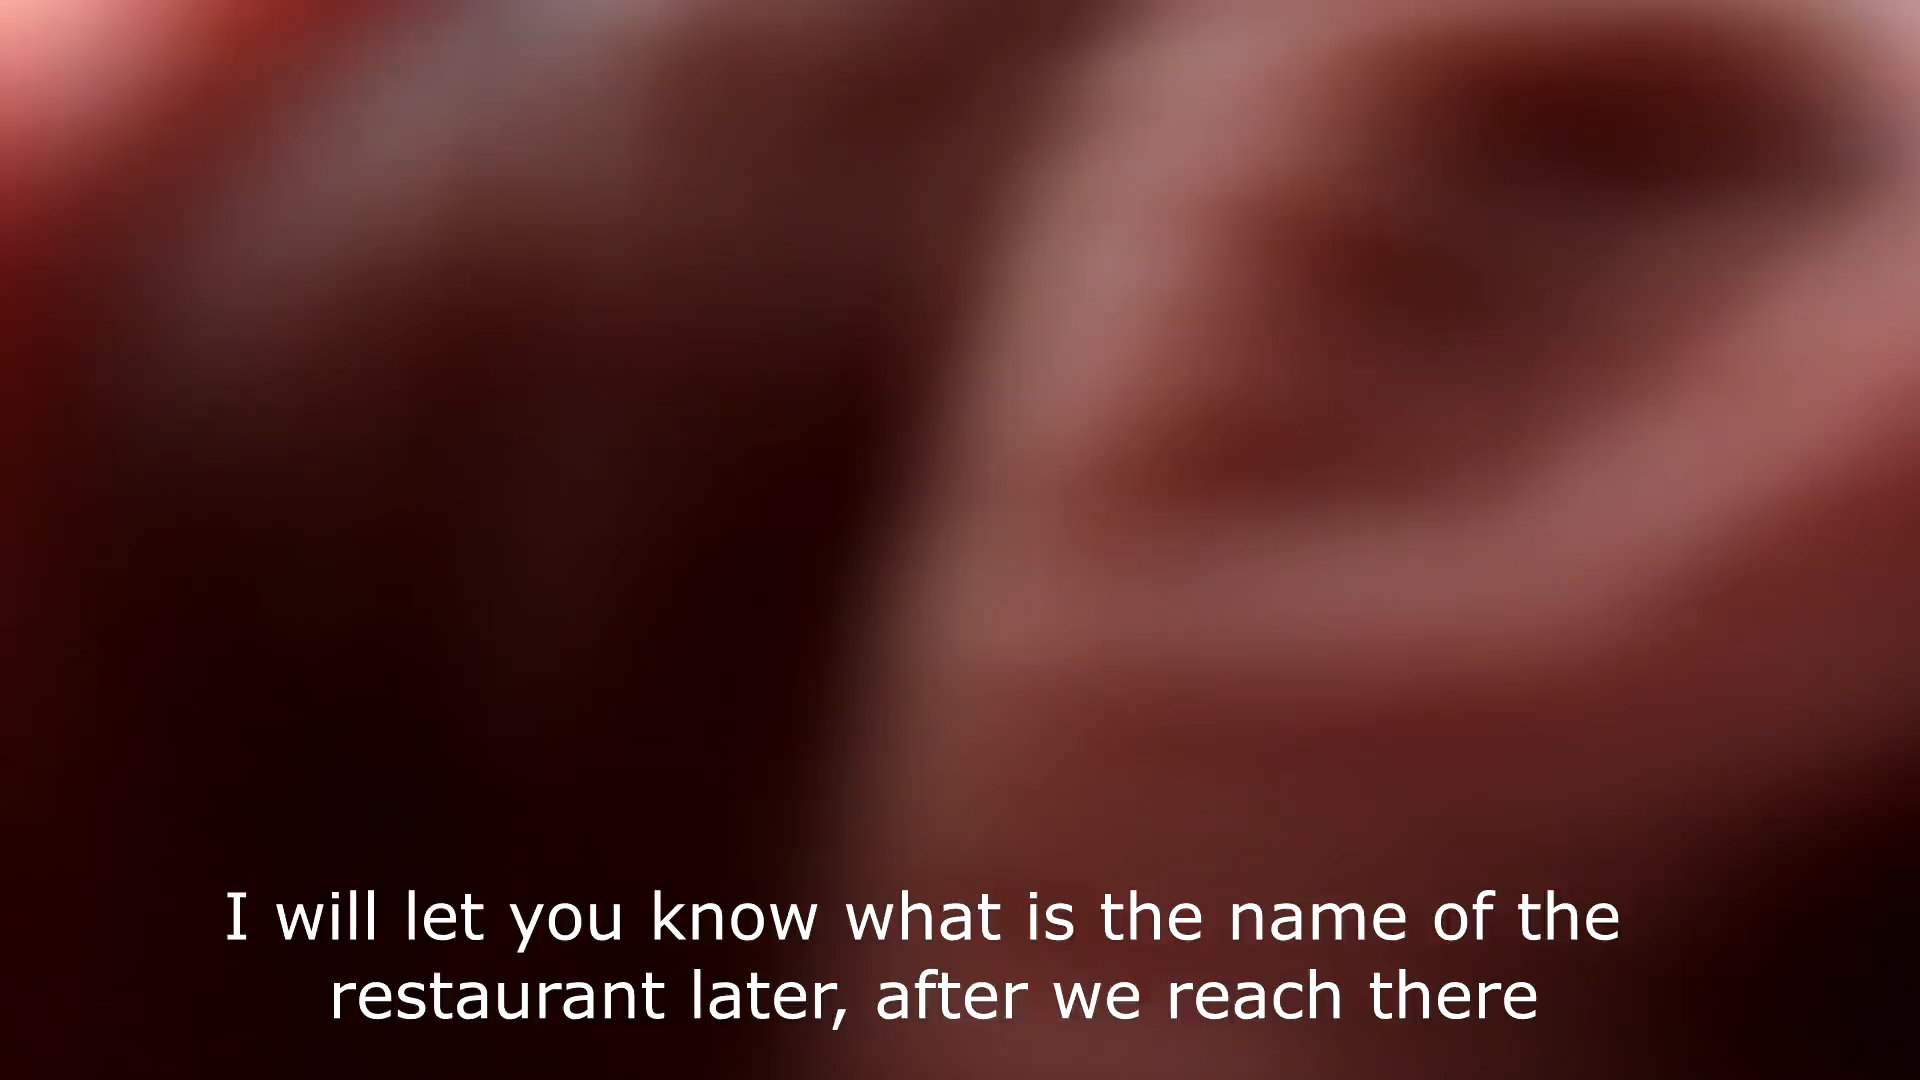 I will let you know what is the name of the
restaurant later, after we reach there